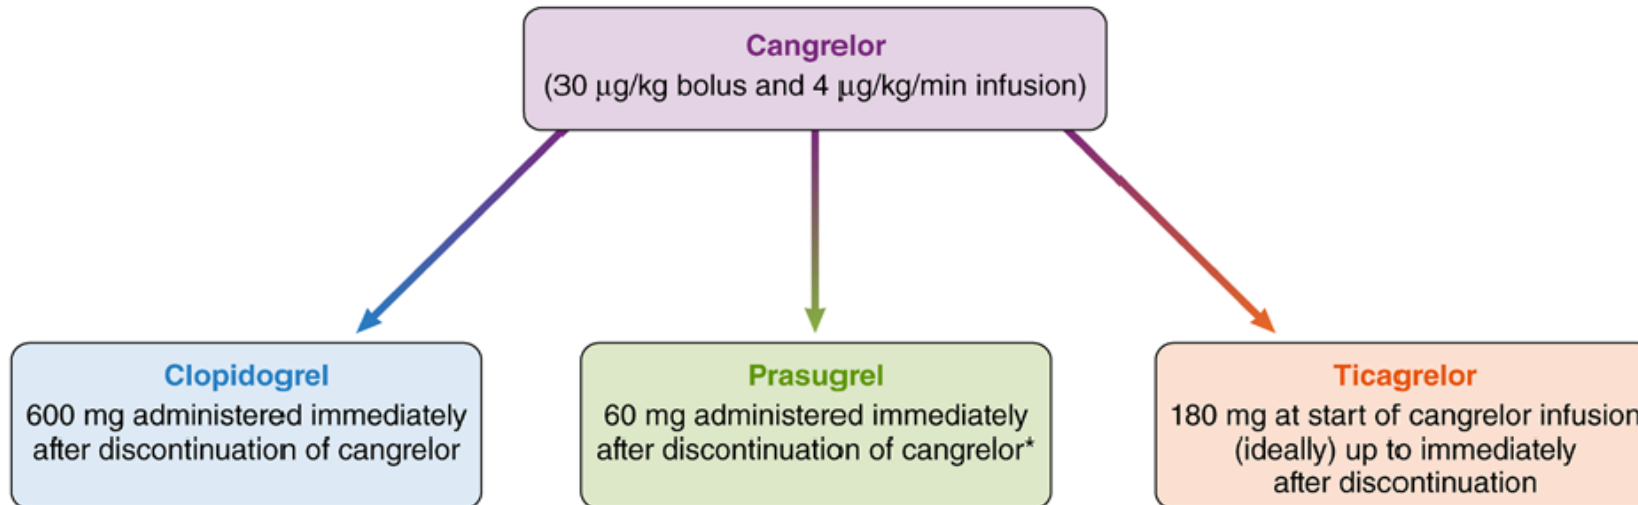 Cangrelor
(30 μg/kg bolus and 4 μg/kg/min infusion)
Clopidogrel
600 mg administered immediately
after discontinuation of cangrelor
Prasugrel
60 mg administered immediately
after discontinuation of cangrelor*
Ticagrelor
180 mg at start of cangrelor infusion
(ideally) up to immediately
after discontinuation